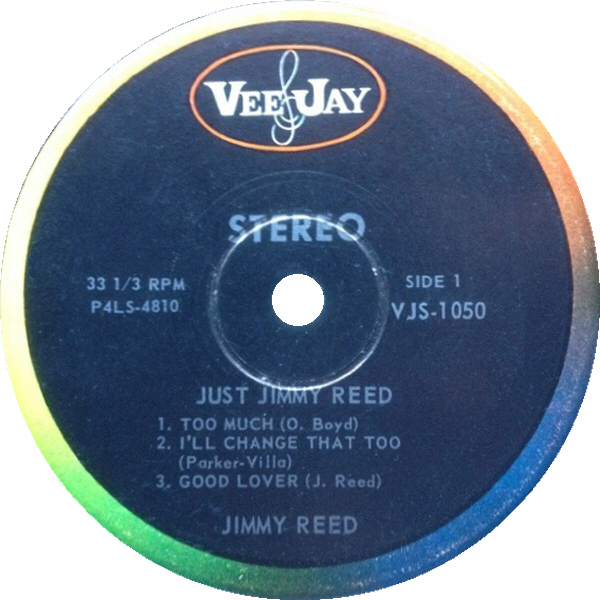 VEE JAY
STEREO
33 1/3 RPM
P4LS-4810
SIDE 1
VJS-1050
JUST JIMMY REED
1. TOO MUCH (O. Boyd)
2. I'LL CHANGE THAT TOO
(Parker-Villa)
3. GOOD LOVER (J. Reed)
JIMMY REED